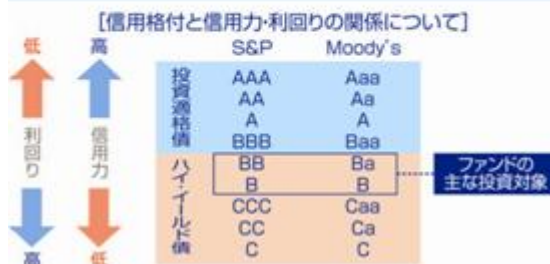 [信用格付と信用力・利回りの関係について]
S&P Moody's
低 高
利回り 信用力
高 低
投資適格債
AAA Aaa
AA Aa
A A
BBB Baa
ハイ・イールド債
BB Ba
B B
CCC Caa
CC Ca
C C
ファンドの
主な投資対象